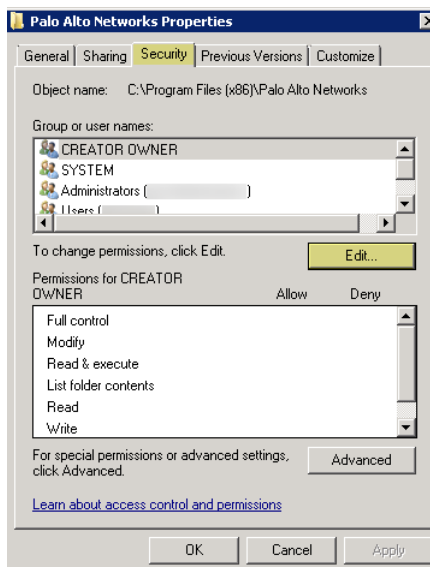 Palo Alto Networks Properties
General Sharing Security Previous Versions Customize
Object name: C:\Program Files (x86)\Palo Alto Networks
Group or user names:
CREATOR OWNER
SYSTEM
Administrators ( )
Users ( )
To change permissions, click Edit.
Edit...
Permissions for CREATOR
OWNER Allow Deny
Full control
Modify
Read & execute
List folder contents
Read
Write
For special permissions or advanced settings,
click Advanced.
Advanced
Learn about access control and permissions
OK Cancel Apply